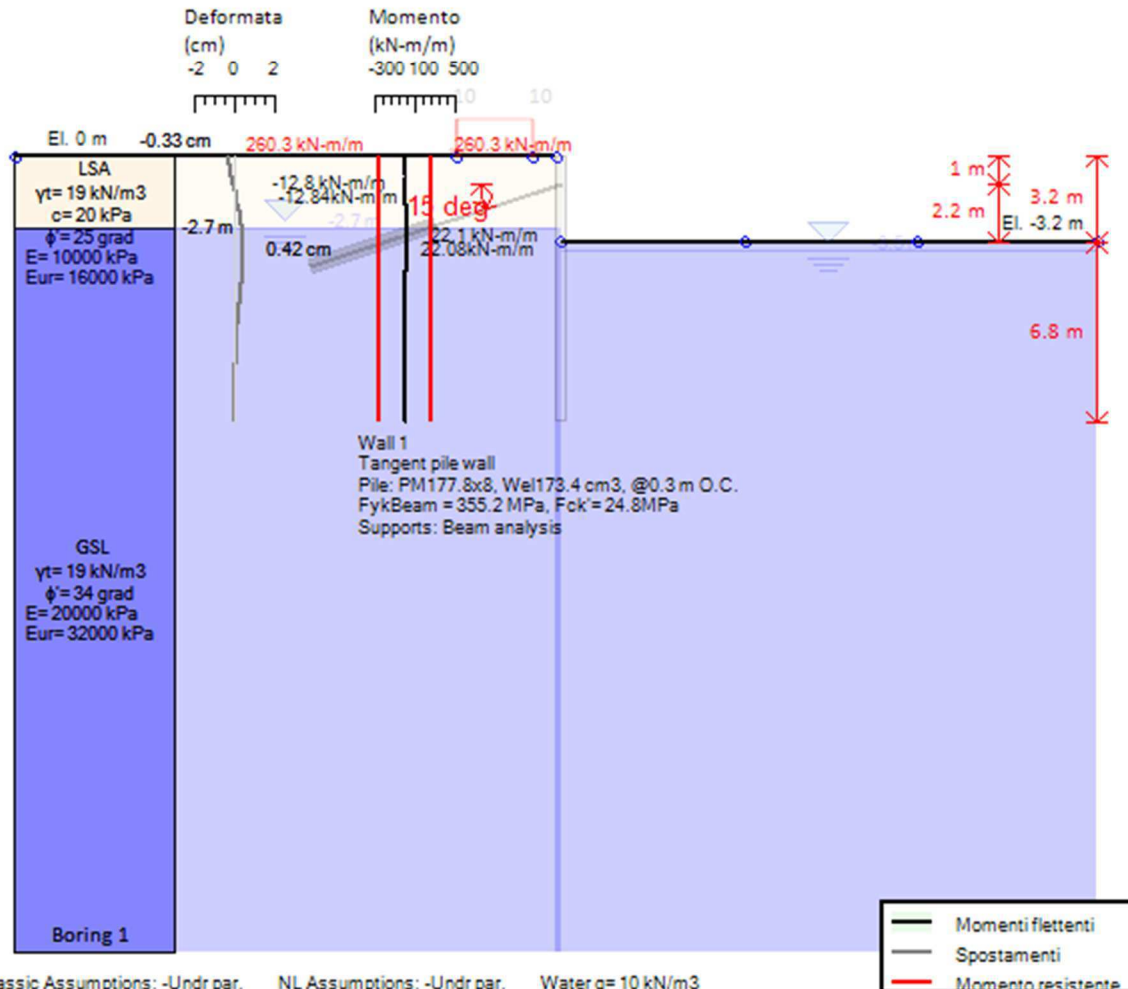 Deformata
(cm)
-2 0 2
Momento
(kN-m/m)
-300 100 500
10 10
El. 0 m
-0.33 cm
260.3 kN-m/m
260.3 kN-m/m
LSA
γt= 19 kN/m3
c= 20 kPa
ϕ'= 25 grad
E= 10000 kPa
Eur= 16000 kPa
-2.7 m
-12.8 kN-m/m
-12.84kN-m/m
-2.7 m
15 deg
0.42 cm
22.1 kN-m/m
22.08kN-m/m
1 m
2.2 m
3.2 m
El. -3.2 m
6.8 m
Wall 1
Tangent pile wall
Pile: PM177.8x8, Wel173.4 cm3, @0.3 m O.C.
FykBeam = 355.2 MPa, Fck'= 24.8MPa
Supports: Beam analysis
GSL
γt= 19 kN/m3
ϕ'= 34 grad
E= 20000 kPa
Eur= 32000 kPa
Boring 1
Momenti flettenti
Spostamenti
Momento resistente
assic Assumptions: -Undr par. NL Assumptions: -Undr par. Water g= 10 kN/m3